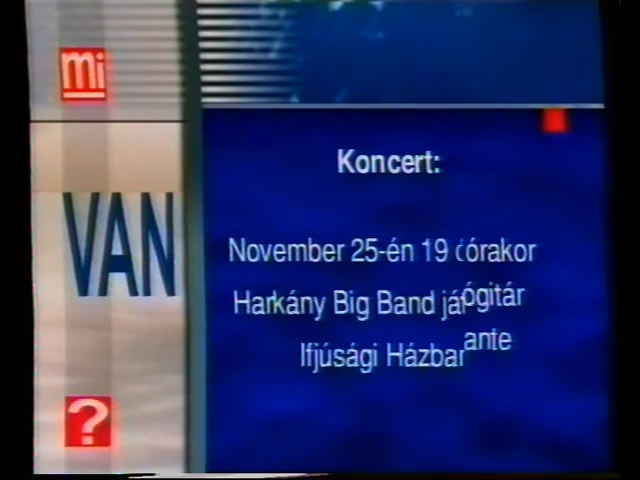 mi
VAN
?
Koncert:
November 25-én 19 órakor
Harkány Big Band já ógitár
Ifjúsági Házba ante